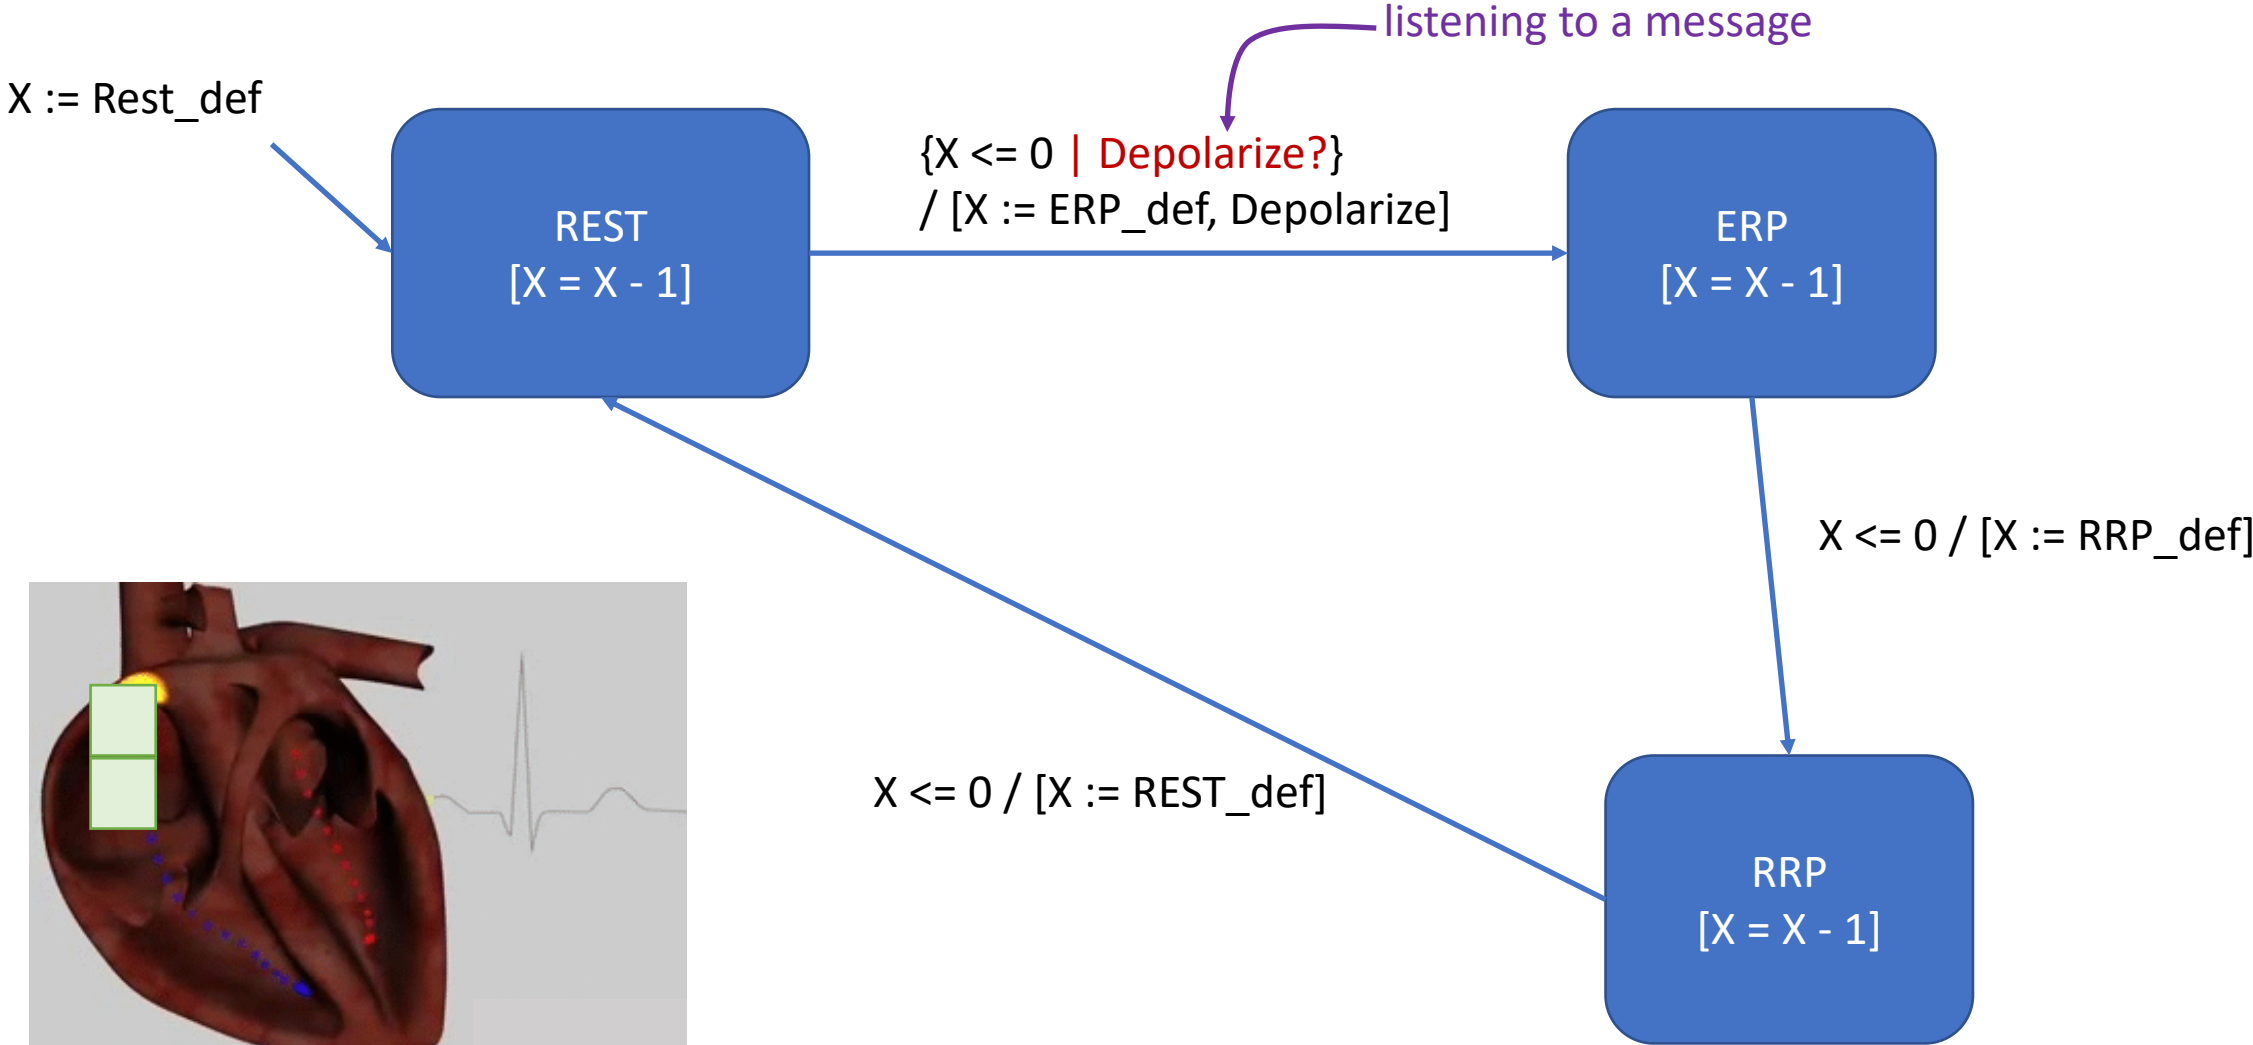 listening to a message
X := Rest_def
{X <= 0 | Depolarize?}
/ [X := ERP_def, Depolarize]
REST
[X = X - 1]
ERP
[X = X - 1]
X <= 0 / [X := RRP_def]
X <= 0 / [X := REST_def]
RRP
[X = X - 1]